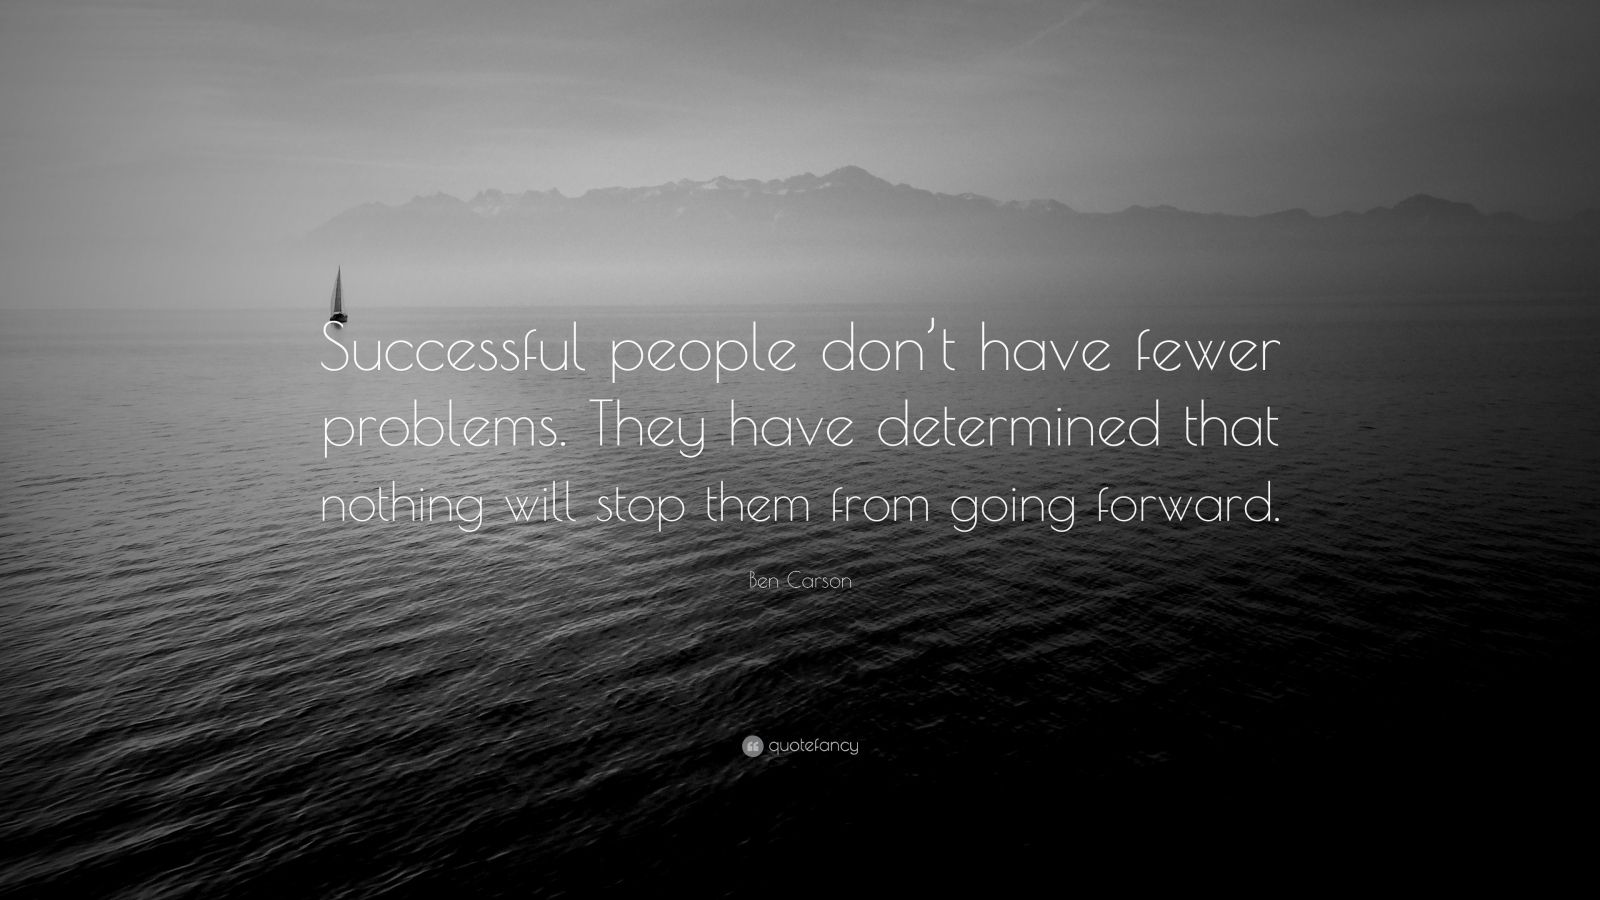 Successful people don’t have fewer
problems. They have determined that
nothing will stop them from going forward.
Ben Carson
quotefancy